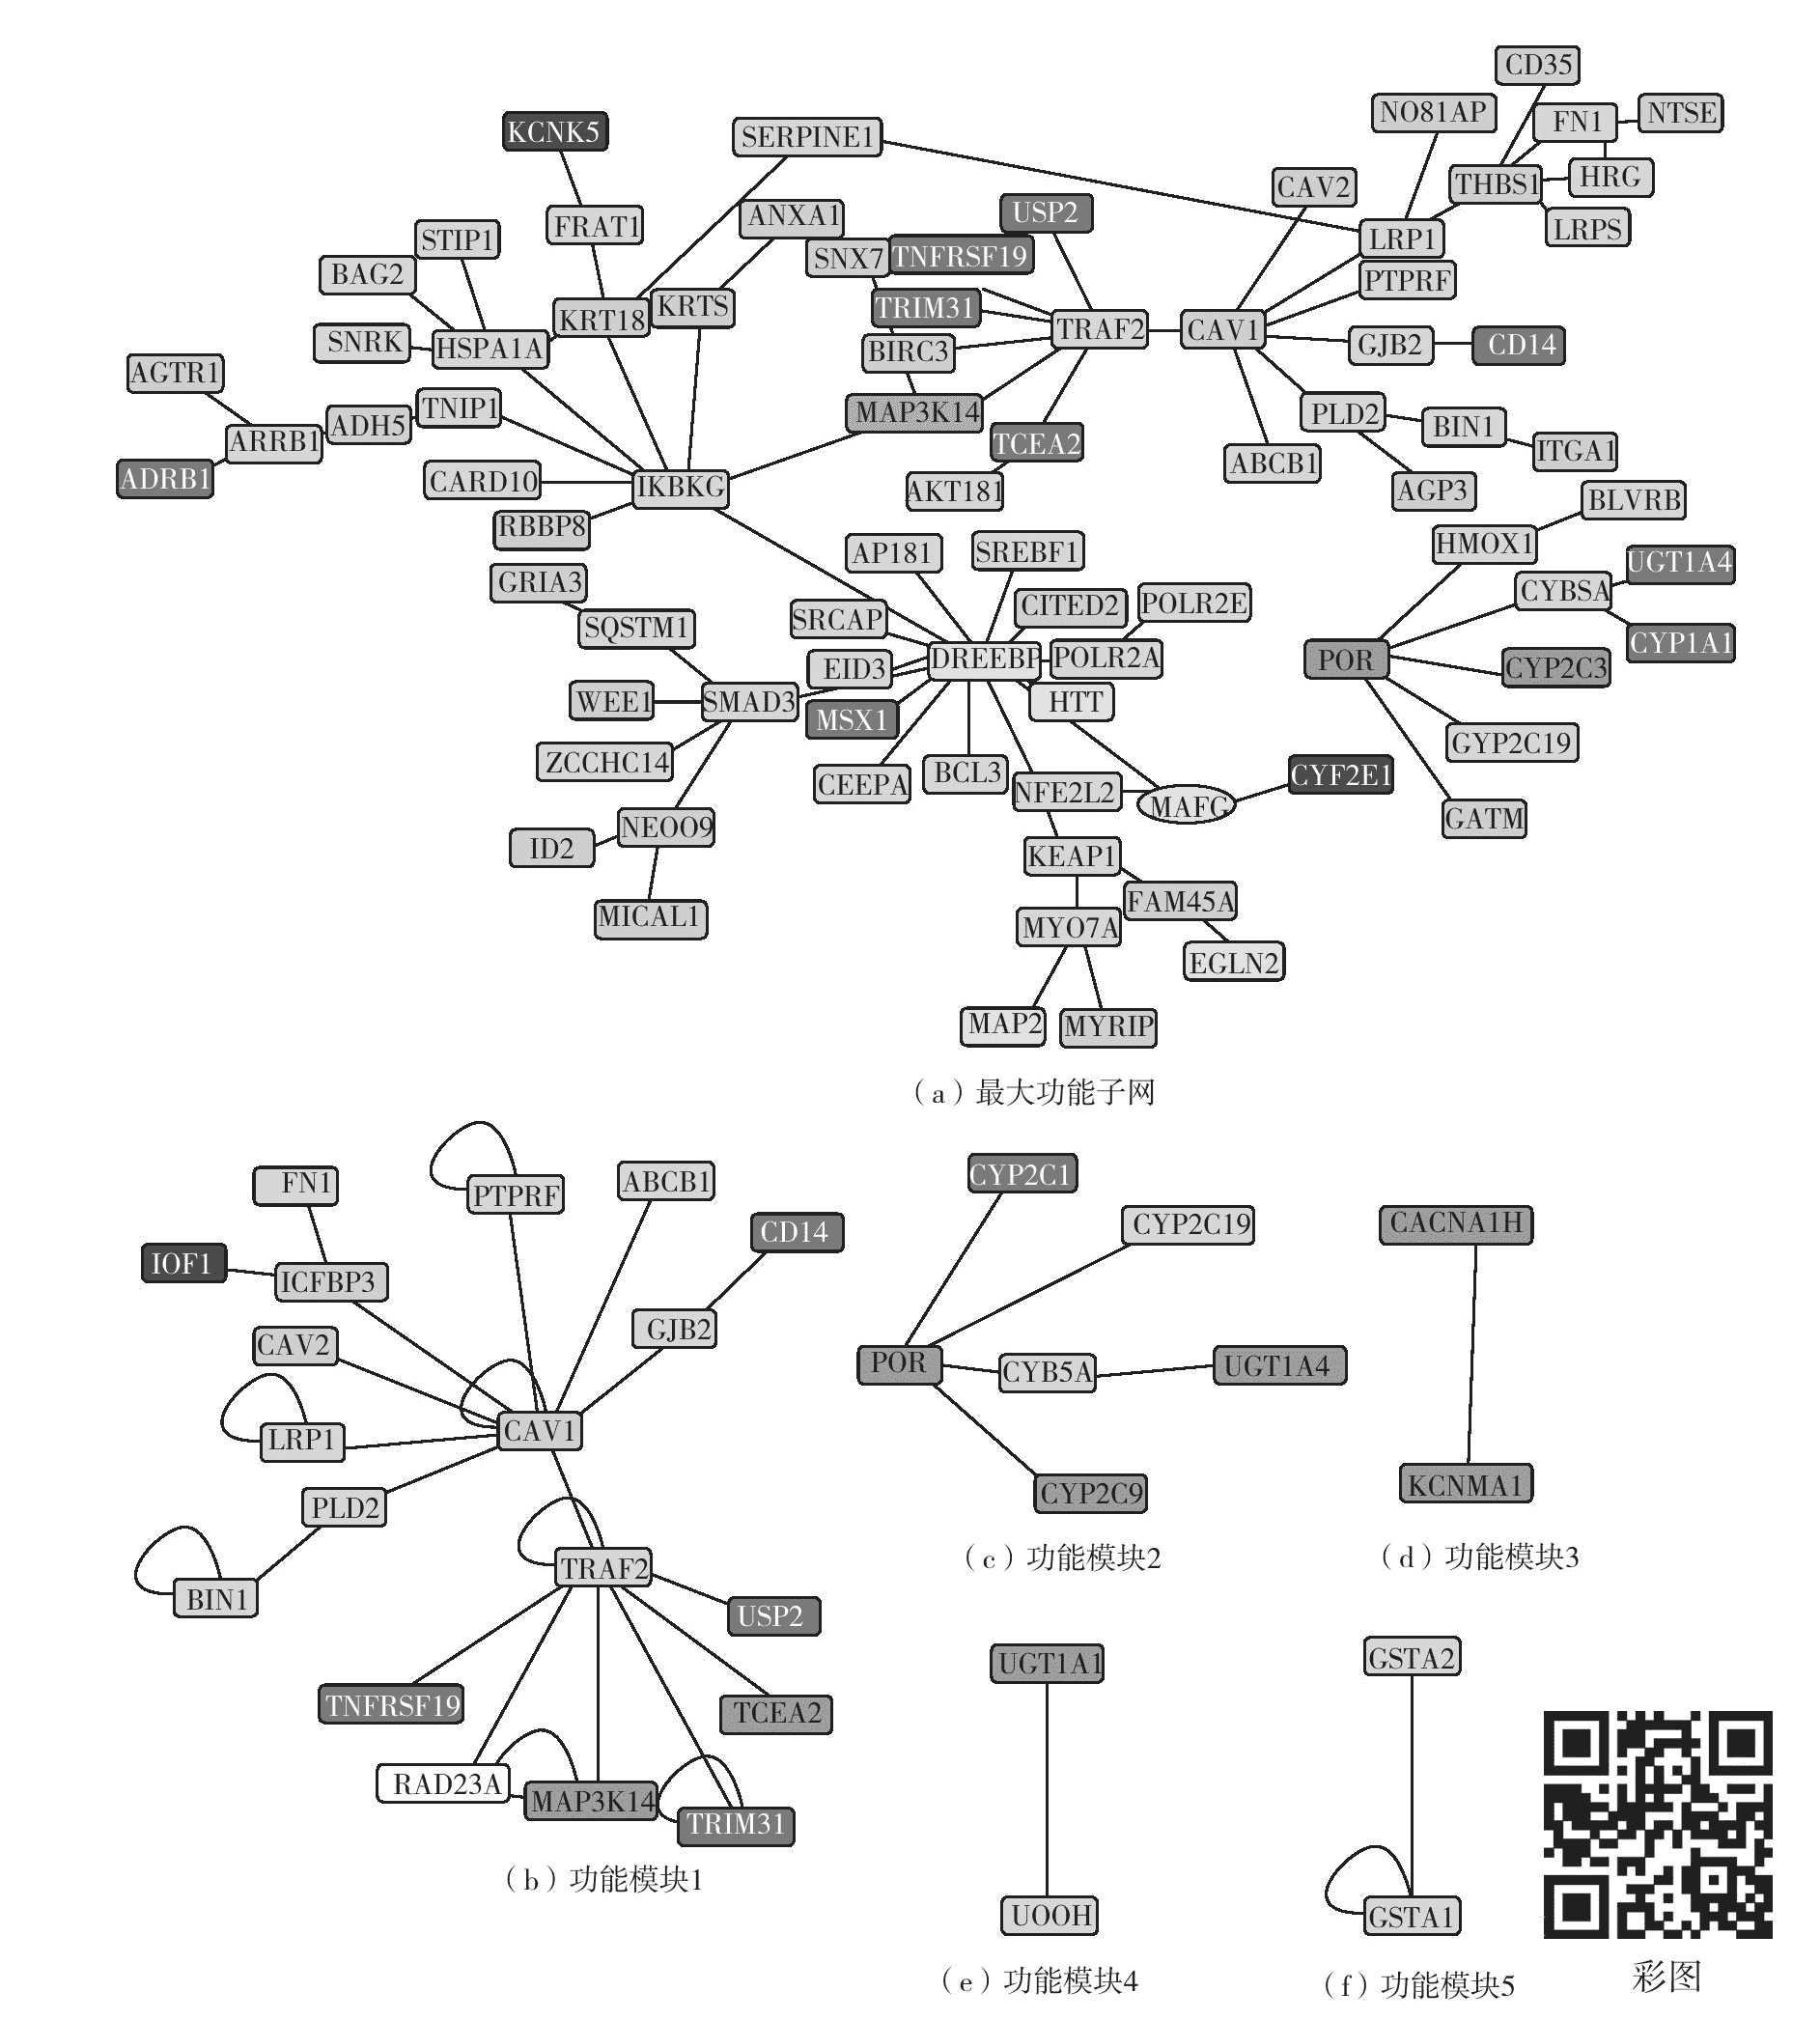 CD35
NO81AP
FN1
NTSE
KCNK5
SERPINE1
THBS1
HRG
CAV2
ANXA1
USP2
STIP1
FRAT1
LRP1
LRPS
BAG2
SNX7
TNFRSF19
PTPRF
KRT18
KRTS
TRIM31
TRAF2
CAV1
SNRK
HSPA1A
BIRC3
GJB2
CD14
AGTR1
ADH5
TNIP1
MAP3K14
PLD2
BIN1
ARRB1
TCEA2
ITGA1
ADRB1
CARD10
IKBKG
AKT181
ABCB1
AGP3
BLVRB
RBBP8
AP181
SREBF1
HMOX1
UGT1A4
GRIA3
CYBSA
SRCAP
CITED2
POLR2E
SQSTM1
CYP1A1
EID3
DREEBP
POLR2A
POR
CYP2C3
WEE1
SMAD3
HTT
MSX1
GYP2C19
ZCCHC14
CEEPA
BCL3
NFE2L2
MAFG
CYF2E1
GATM
ID2
NEOO9
KEAP1
FAM45A
MICAL1
MYO7A
EGLN2
MAP2
MYRIP
（a）最大功能子网
FN1
PTPRF
ABCB1
CD14
IOF1
ICFBP3
CAV2
GJB2
LRP1
CAV1
PLD2
BIN1
TRAF2
USP2
TNFRSF19
TCEA2
RAD23A
MAP3K14
TRIM31
（b）功能模块1
CYP2C1
CYP2C19
POR
CYB5A
UGT1A4
CYP2C9
（c）功能模块2
CACNA1H
KCNMA1
（d）功能模块3
UGT1A1
UOOH
（e）功能模块4
GSTA2
GSTA1
（f）功能模块5
彩图